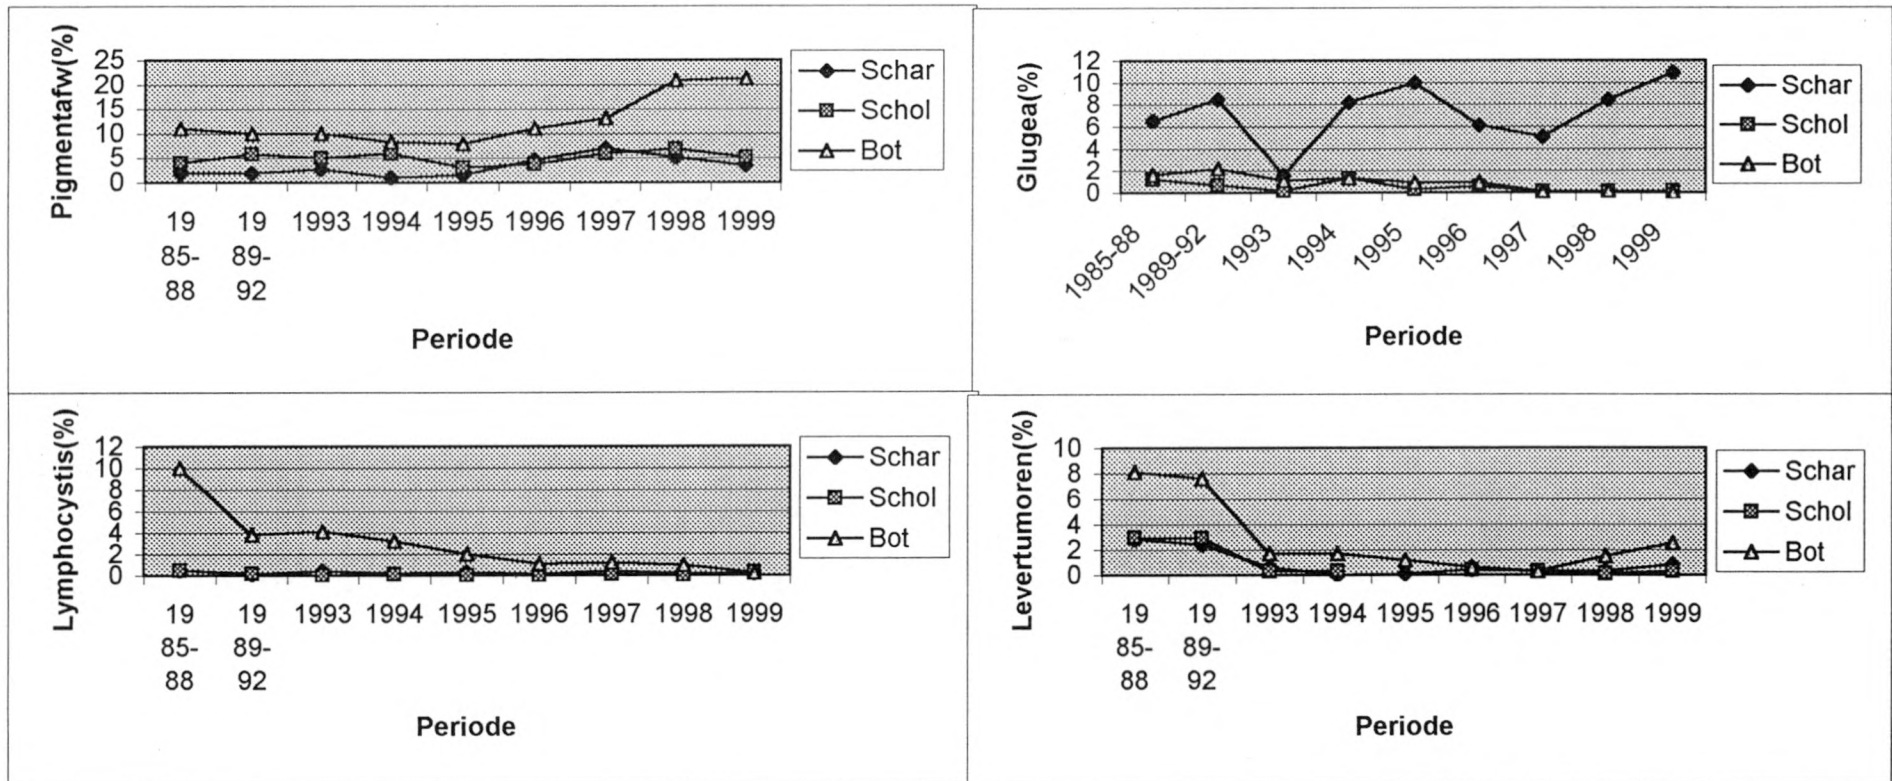 Pigmentafw(%)
25
20
15
10
5
0
19 85-88
19 89-92
1993 1994 1995 1996 1997 1998 1999
Periode
Schar
Schol
Bot
Glugea(%)
12
10
8
6
4
2
0
1985-88
1989-92
1993
1994
1995
1996
1997
1998
1999
Periode
Schar
Schol
Bot
Lymphocystis(%)
12
10
8
6
4
2
0
19 85-88
19 89-92
1993 1994 1995 1996 1997 1998 1999
Periode
Schar
Schol
Bot
Levertumoren(%)
10
8
6
4
2
0
19 85-88
19 89-92
1993 1994 1995 1996 1997 1998 1999
Periode
Schar
Schol
Bot